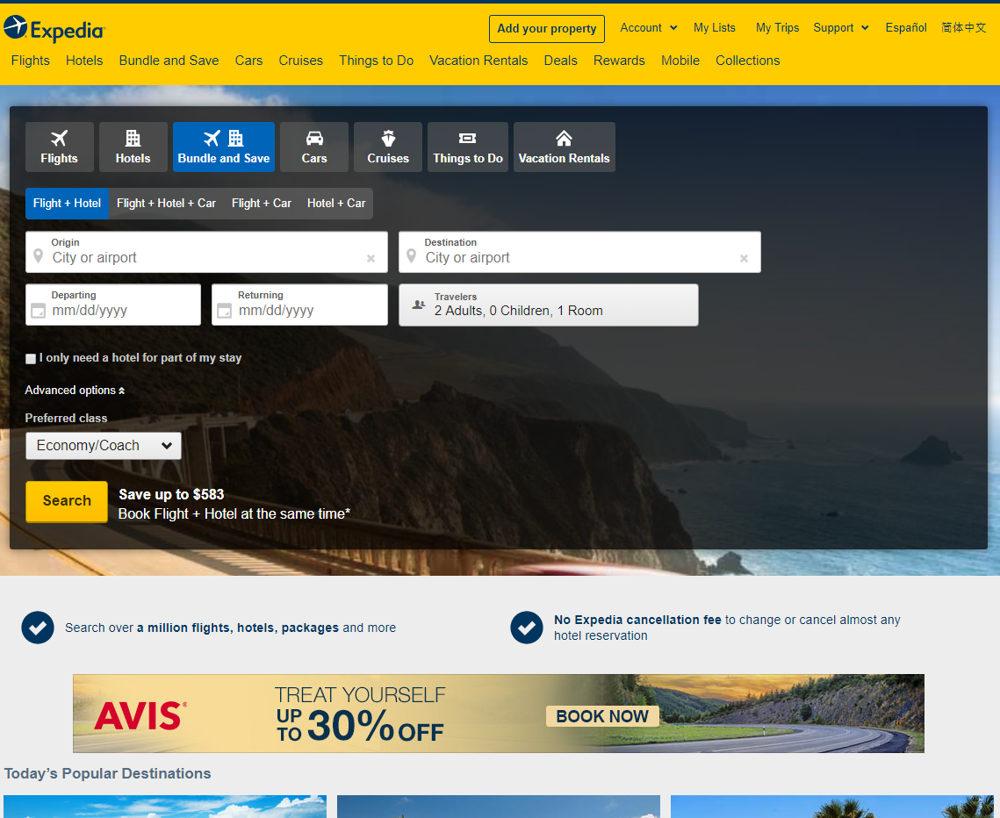 Expedia
Add your property
Account
My Lists
My Trips
Support
Español
简体中文
Flights
Hotels
Bundle and Save
Cars
Cruises
Things to Do
Vacation Rentals
Deals
Rewards
Mobile
Collections
Flights
Hotels
Bundle and Save
Cars
Cruises
Things to Do
Vacation Rentals
Flight + Hotel
Flight + Hotel + Car
Flight + Car
Hotel + Car
Origin
City or airport
Destination
City or airport
Departing
mm/dd/yyyy
Returning
mm/dd/yyyy
Travelers
2 Adults, 0 Children, 1 Room
I only need a hotel for part of my stay
Advanced options
Preferred class
Economy/Coach
Search
Save up to $583
Book Flight + Hotel at the same time*
Search over a million flights, hotels, packages and more
No Expedia cancellation fee to change or cancel almost any
hotel reservation
AVIS®
TREAT YOURSELF
UP TO 30% OFF
BOOK NOW
Today's Popular Destinations